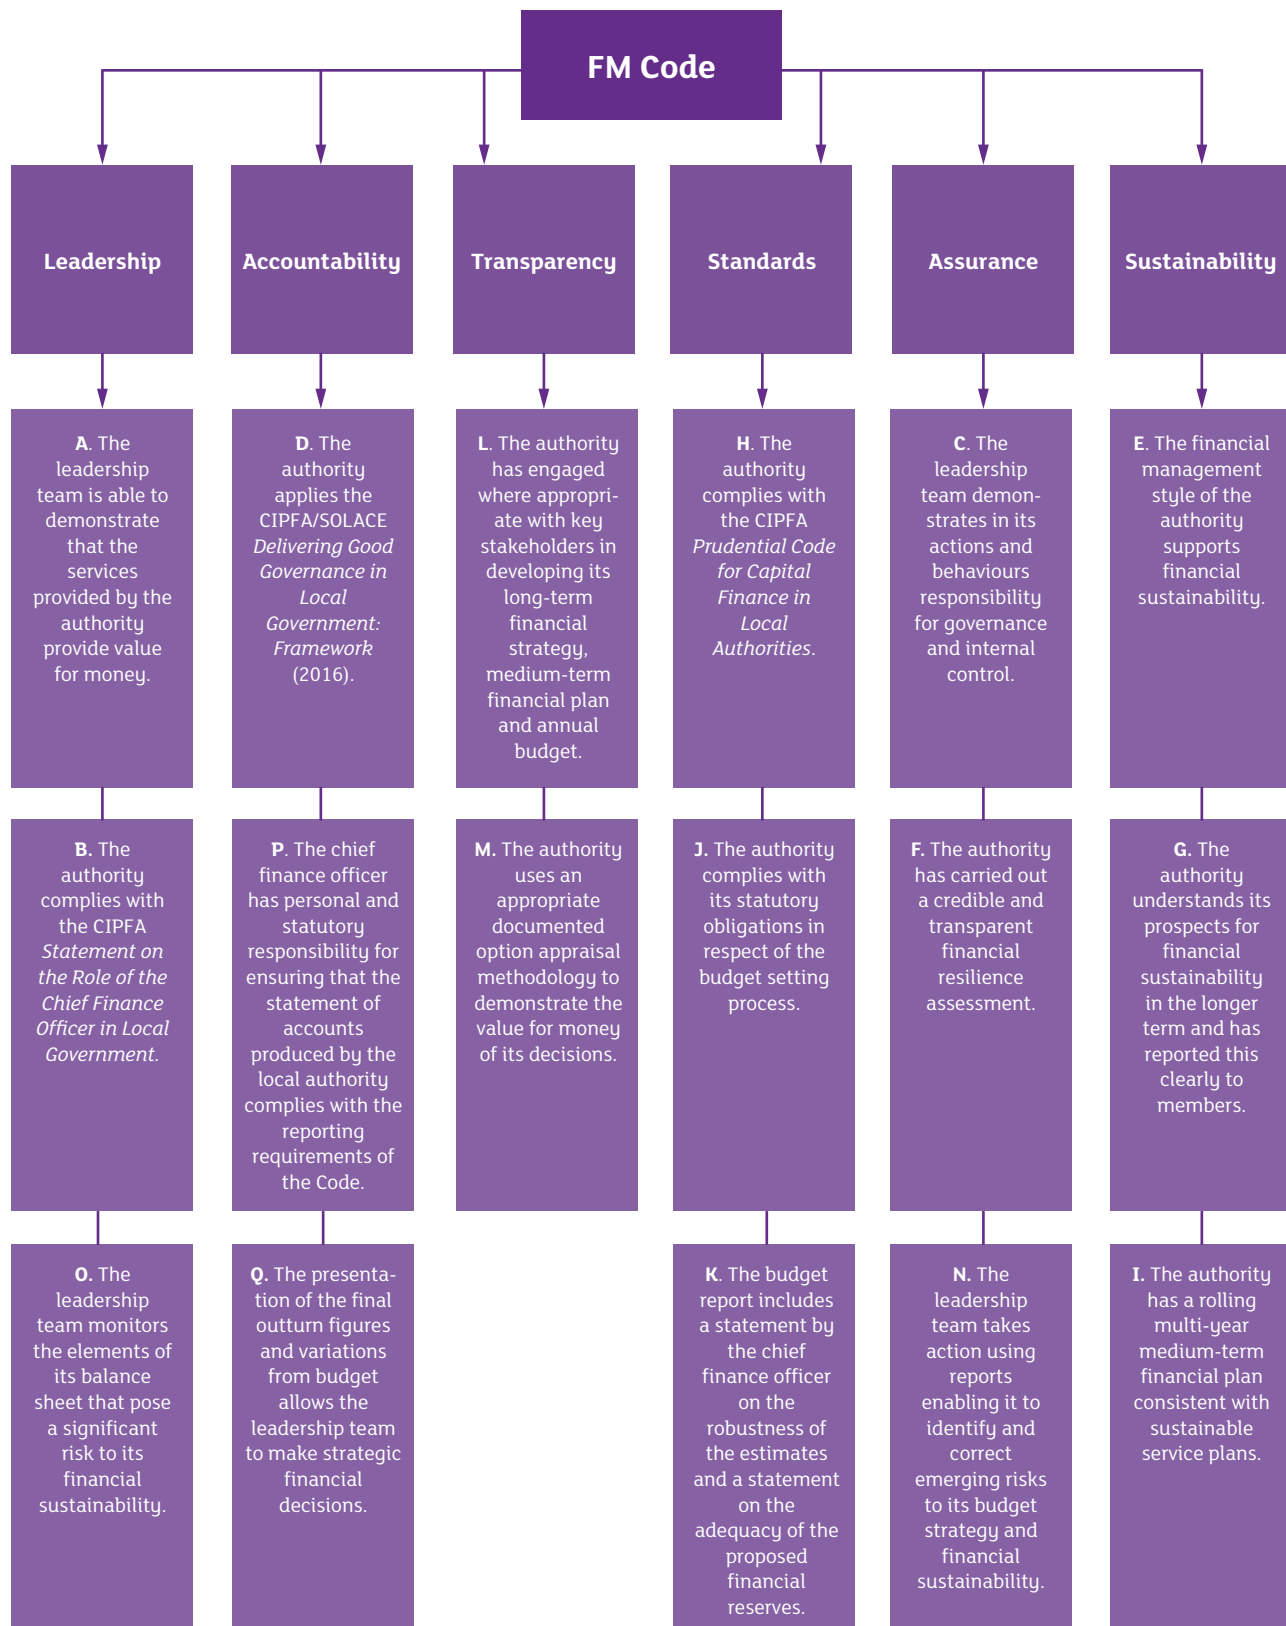 FM Code
Leadership
Accountability
Transparency
Standards
Assurance
Sustainability
A. The
leadership
team is able to
demonstrate
that the
services
provided by the
authority
provide value
for money.
D. The
authority
applies the
CIPFA/SOLACE
Delivering Good
Governance in
Local
Government:
Framework
(2016).
L. The authority
has engaged
where appropri-
ate with key
stakeholders in
developing its
long-term
financial
strategy,
medium-term
financial plan
and annual
budget.
H. The
authority
complies with
the CIPFA
Prudential Code
for Capital
Finance in
Local
Authorities.
C. The
leadership
team demon-
strates in its
actions and
behaviours
responsibility
for governance
and internal
control.
E. The financial
management
style of the
authority
supports
financial
sustainability.
B. The
authority
complies with
the CIPFA
Statement on
the Role of the
Chief Finance
Officer in Local
Government.
P. The chief
finance officer
has personal and
statutory
responsibility for
ensuring that the
statement of
accounts
produced by the
local authority
complies with the
reporting
requirements of
the Code.
M. The authority
uses an
appropriate
documented
option appraisal
methodology to
demonstrate the
value for money
of its decisions.
J. The authority
complies with
its statutory
obligations in
respect of the
budget setting
process.
F. The authority
has carried out
a credible and
transparent
financial
resilience
assessment.
G. The
authority
understands its
prospects for
financial
sustainability
in the longer
term and has
reported this
clearly to
members.
O. The
leadership
team monitors
the elements of
its balance
sheet that pose
a significant
risk to its
financial
sustainability.
Q. The presenta-
tion of the final
outturn figures
and variations
from budget
allows the
leadership team
to make strategic
financial
decisions.
K. The budget
report includes
a statement by
the chief
finance officer
on the
robustness of
the estimates
and a statement
on the
adequacy of the
proposed
financial
reserves.
N. The
leadership
team takes
action using
reports
enabling it to
identify and
correct
emerging risks
to its budget
strategy and
financial
sustainability.
I. The authority
has a rolling
multi-year
medium-term
financial plan
consistent with
sustainable
service plans.